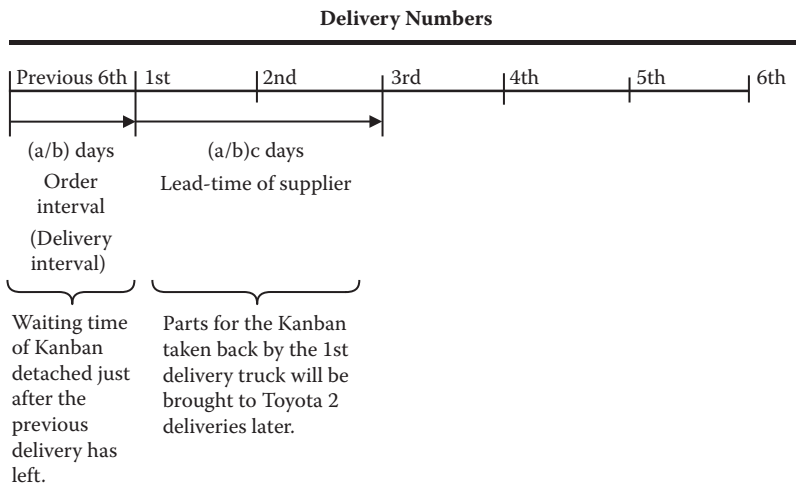 Delivery Numbers
Previous 6th 1st 2nd 3rd 4th 5th 6th
(a/b) days
Order
interval
(Delivery
interval)
(a/b)c days
Lead-time of supplier
Waiting time
of Kanban
detached just
after the
previous
delivery has
left.
Parts for the Kanban
taken back by the 1st
delivery truck will be
brought to Toyota 2
deliveries later.